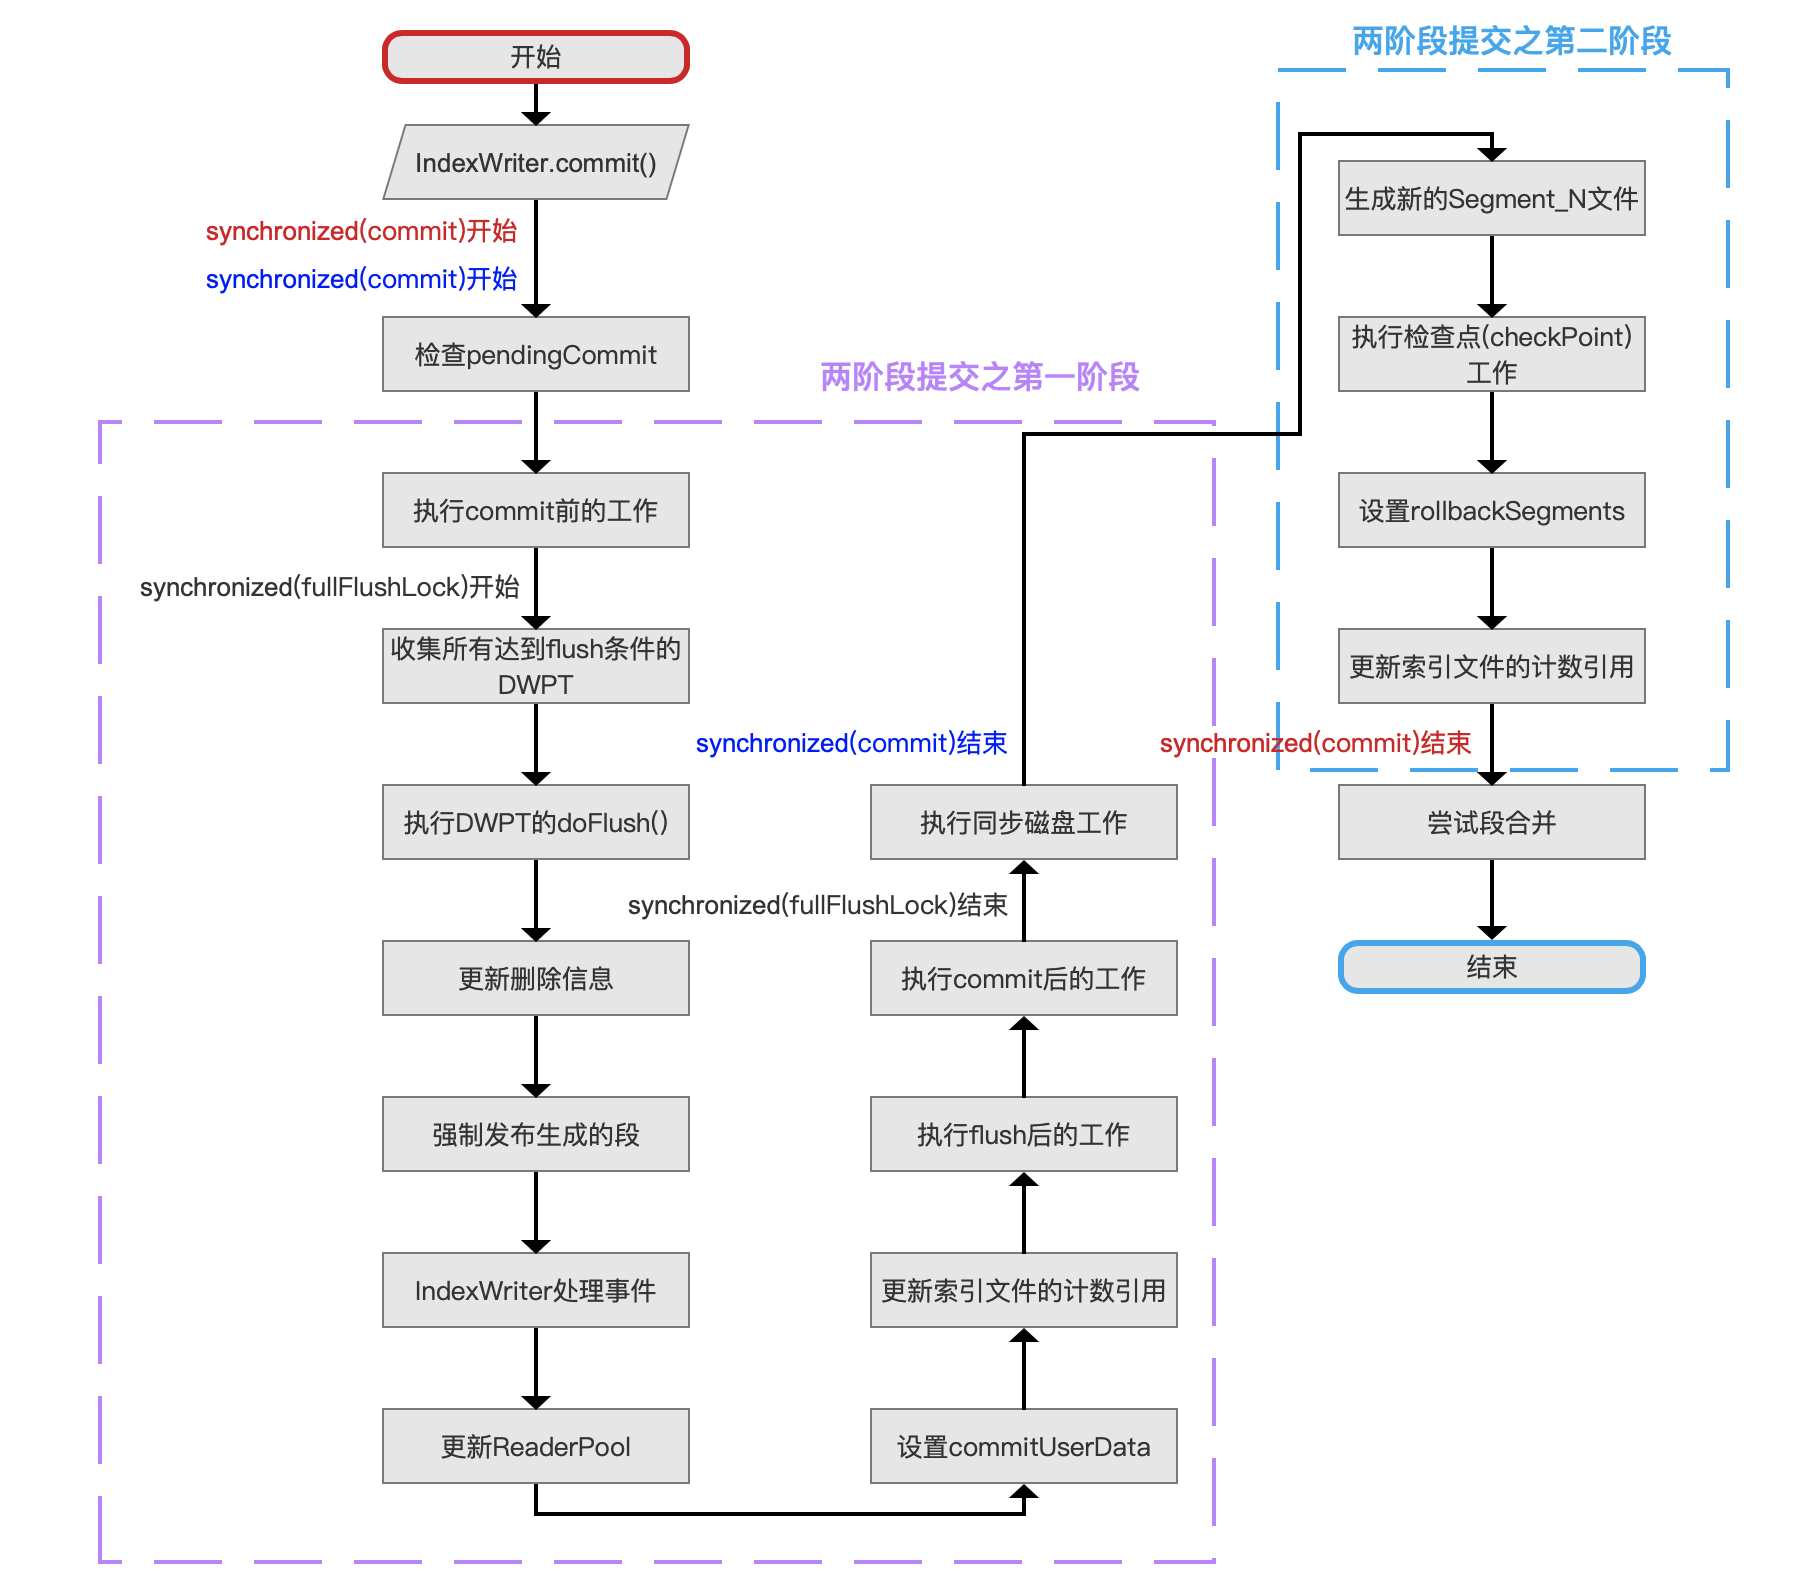 开始
IndexWriter.commit()
synchronized(commit)开始
synchronized(commit)开始
检查pendingCommit
两阶段提交之第一阶段
执行commit前的工作
synchronized(fullFlushLock)开始
收集所有达到flush条件的
DWPT
执行DWPT的doFlush()
更新删除信息
强制发布生成的段
IndexWriter处理事件
更新ReaderPool
设置commitUserData
更新索引文件的计数引用
执行flush后的工作
执行commit后的工作
synchronized(fullFlushLock)结束
执行同步磁盘工作
synchronized(commit)结束
两阶段提交之第二阶段
生成新的Segment_N文件
执行检查点(checkPoint)
工作
设置rollbackSegments
更新索引文件的计数引用
synchronized(commit)结束
尝试段合并
结束